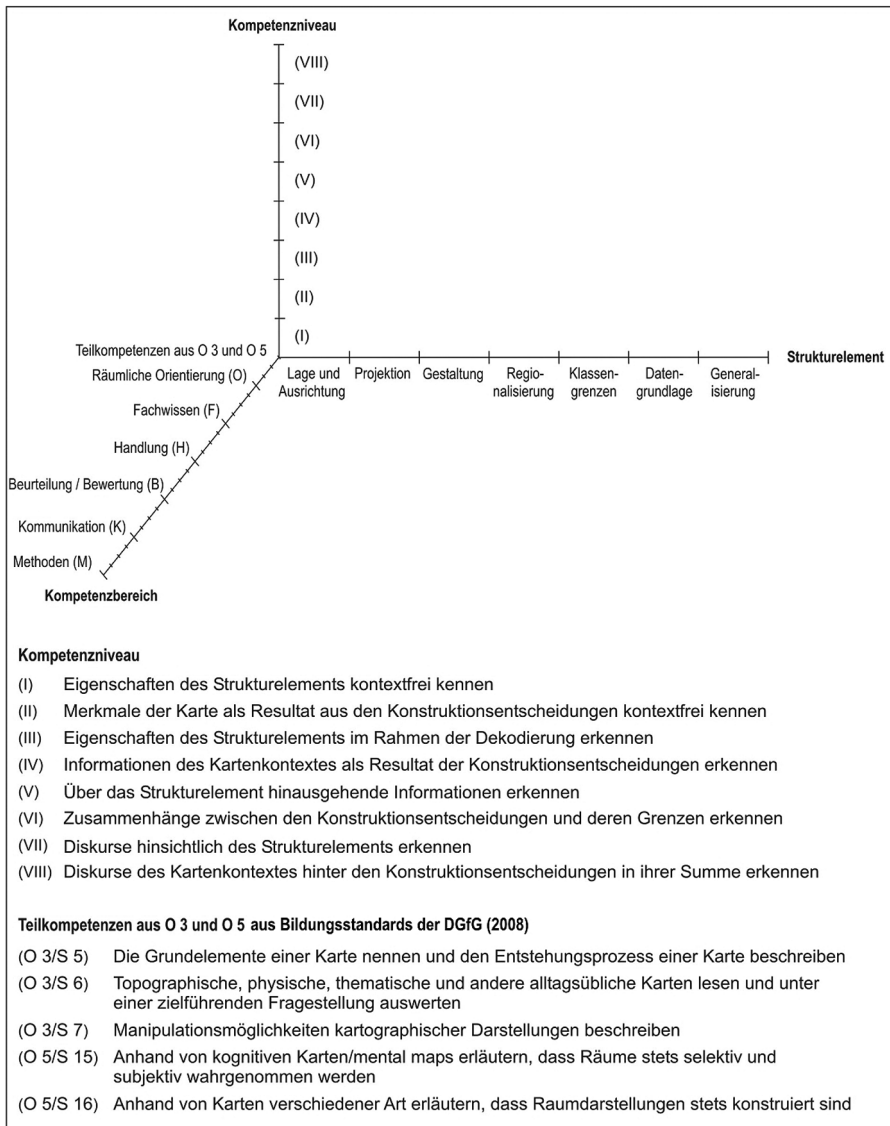 Kompetenzniveau
(VIII)
(VII)
(VI)
(V)
(IV)
(III)
(II)
(I)
Teilkompetenzen aus O 3 und O 5
Räumliche Orientierung (O)
Fachwissen (F)
Handlung (H)
Beurteilung / Bewertung (B)
Kommunikation (K)
Methoden (M)
Kompetenzbereich
Lage und
Ausrichtung
Projektion
Gestaltung
Regio-
nalisierung
Klassen-
grenzen
Daten-
grundlage
General-
isierung
Strukturelement
Kompetenzniveau
(I) Eigenschaften des Strukturelements kontextfrei kennen
(II) Merkmale der Karte als Resultat aus den Konstruktionsentscheidungen kontextfrei kennen
(III) Eigenschaften des Strukturelements im Rahmen der Dekodierung erkennen
(IV) Informationen des Kartenkontextes als Resultat der Konstruktionsentscheidungen erkennen
(V) Über das Strukturelement hinausgehende Informationen erkennen
(VI) Zusammenhänge zwischen den Konstruktionsentscheidungen und deren Grenzen erkennen
(VII) Diskurse hinsichtlich des Strukturelements erkennen
(VIII) Diskurse des Kartenkontextes hinter den Konstruktionsentscheidungen in ihrer Summe erkennen
Teilkompetenzen aus O 3 und O 5 aus Bildungsstandards der DGfG (2008)
(O 3/S 5) Die Grundelemente einer Karte nennen und den Entstehungsprozess einer Karte beschreiben
(O 3/S 6) Topographische, physische, thematische und andere alltagsübliche Karten lesen und unter
einer zielführenden Fragestellung auswerten
(O 3/S 7) Manipulationsmöglichkeiten kartographischer Darstellungen beschreiben
(O 5/S 15) Anhand von kognitiven Karten/mental maps erläutern, dass Räume stets selektiv und
subjektiv wahrgenommen werden
(O 5/S 16) Anhand von Karten verschiedener Art erläutern, dass Raumdarstellungen stets konstruiert sind